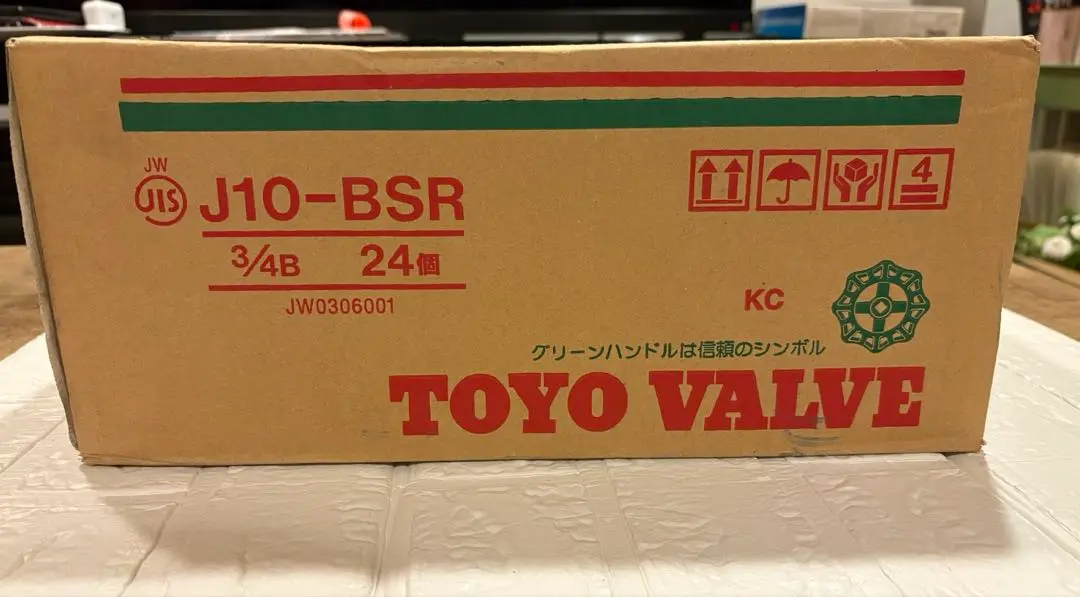 JW
JIS
J10-BSR
3/4B 24個
JW0306001
4
KC
グリーンハンドルは信頼のシンボル
TOYO VALVE